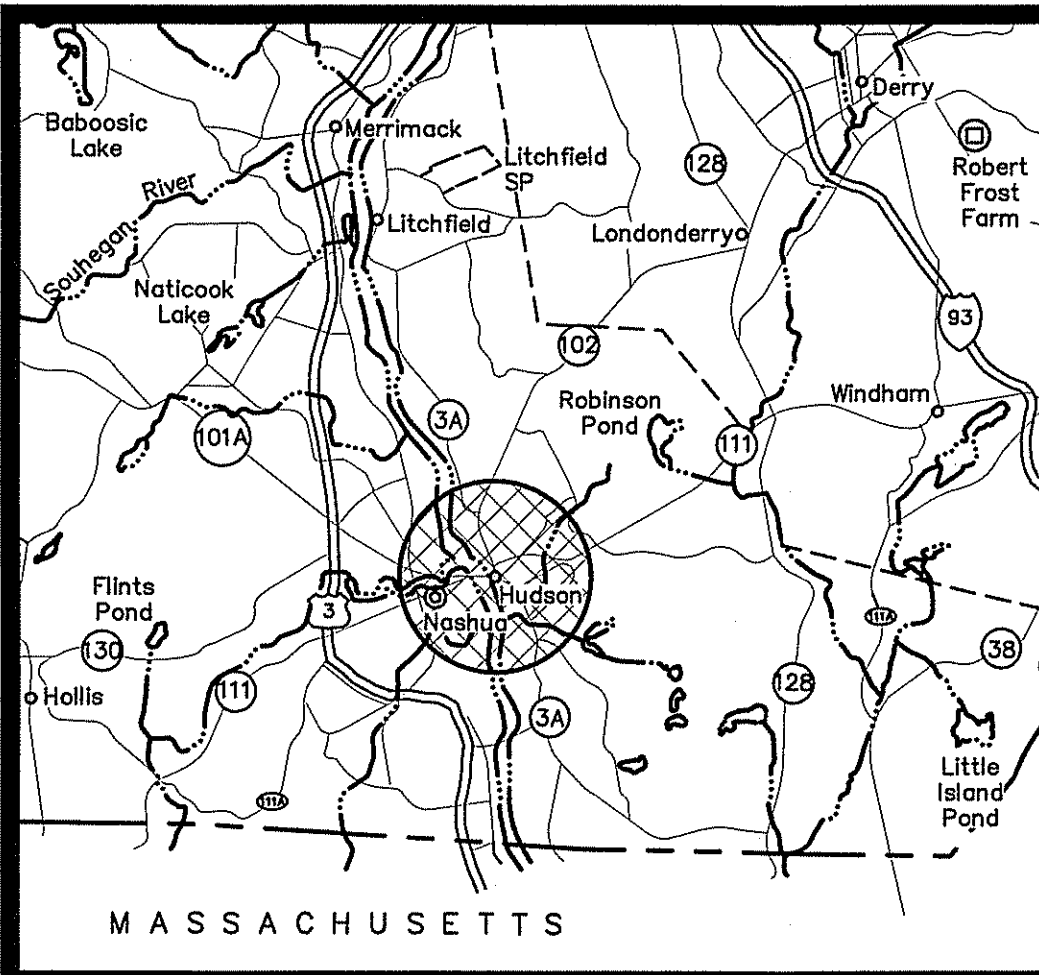 Derry
Baboosic
Lake
Merrimack
Litchfield
SP
128
Robert
Frost
Farm
Souhegan River
Litchfield
Londonderry
Naticook
Lake
93
102
Robinson
Pond
Windham
3A
101A
111
Flints
Pond
3
Hudson
Nashua
111A
130
38
Hollis
111
128
3A
Little
Island
Pond
111A
MASSACHUSETTS